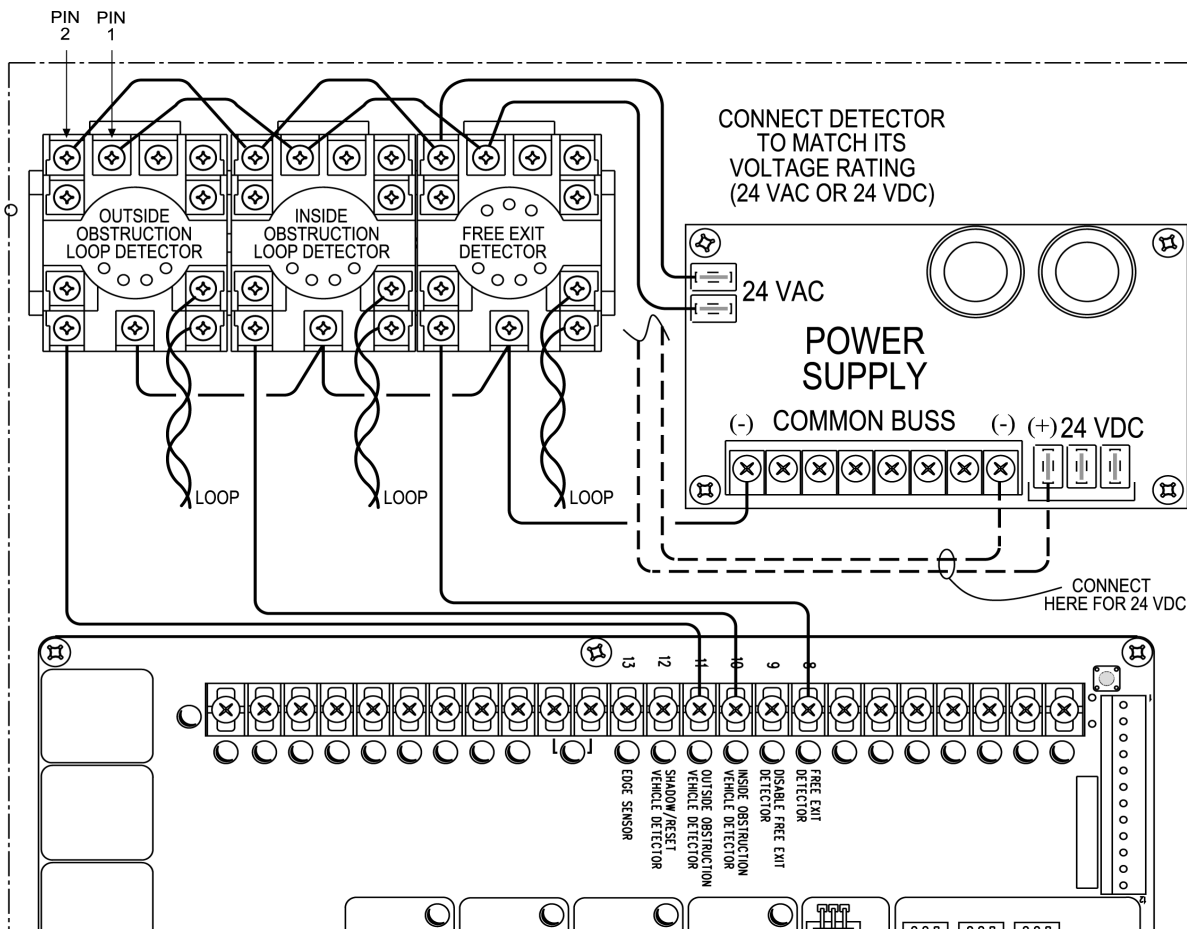 PIN
2
PIN
1
CONNECT DETECTOR
TO MATCH ITS
VOLTAGE RATING
(24 VAC OR 24 VDC)
OUTSIDE
OBSTRUCTION
LOOP DETECTOR
INSIDE
OBSTRUCTION
LOOP DETECTOR
FREE EXIT
DETECTOR
24 VAC
POWER
SUPPLY
(-) COMMON BUSS (-) (+) 24 VDC
LOOP
LOOP
LOOP
CONNECT
HERE FOR 24 VDC
13
12
11
10
9
8
1
EDGE SENSOR
SHADOW/RESET
VEHICLE DETECTOR
OUTSIDE OBSTRUCTION
VEHICLE DETECTOR
INSIDE OBSTRUCTION
VEHICLE DETECTOR
DISABLE FREE EXIT
DETECTOR
FREE EXIT
DETECTOR